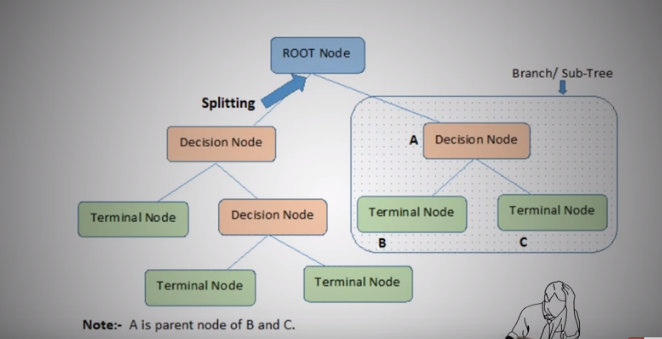 ROOT Node
Branch/ Sub-Tree
Splitting
Decision Node
A Decision Node
Terminal Node
Decision Node
Terminal Node
Terminal Node
B
C
Terminal Node
Terminal Node
Note:- A is parent node of B and C.